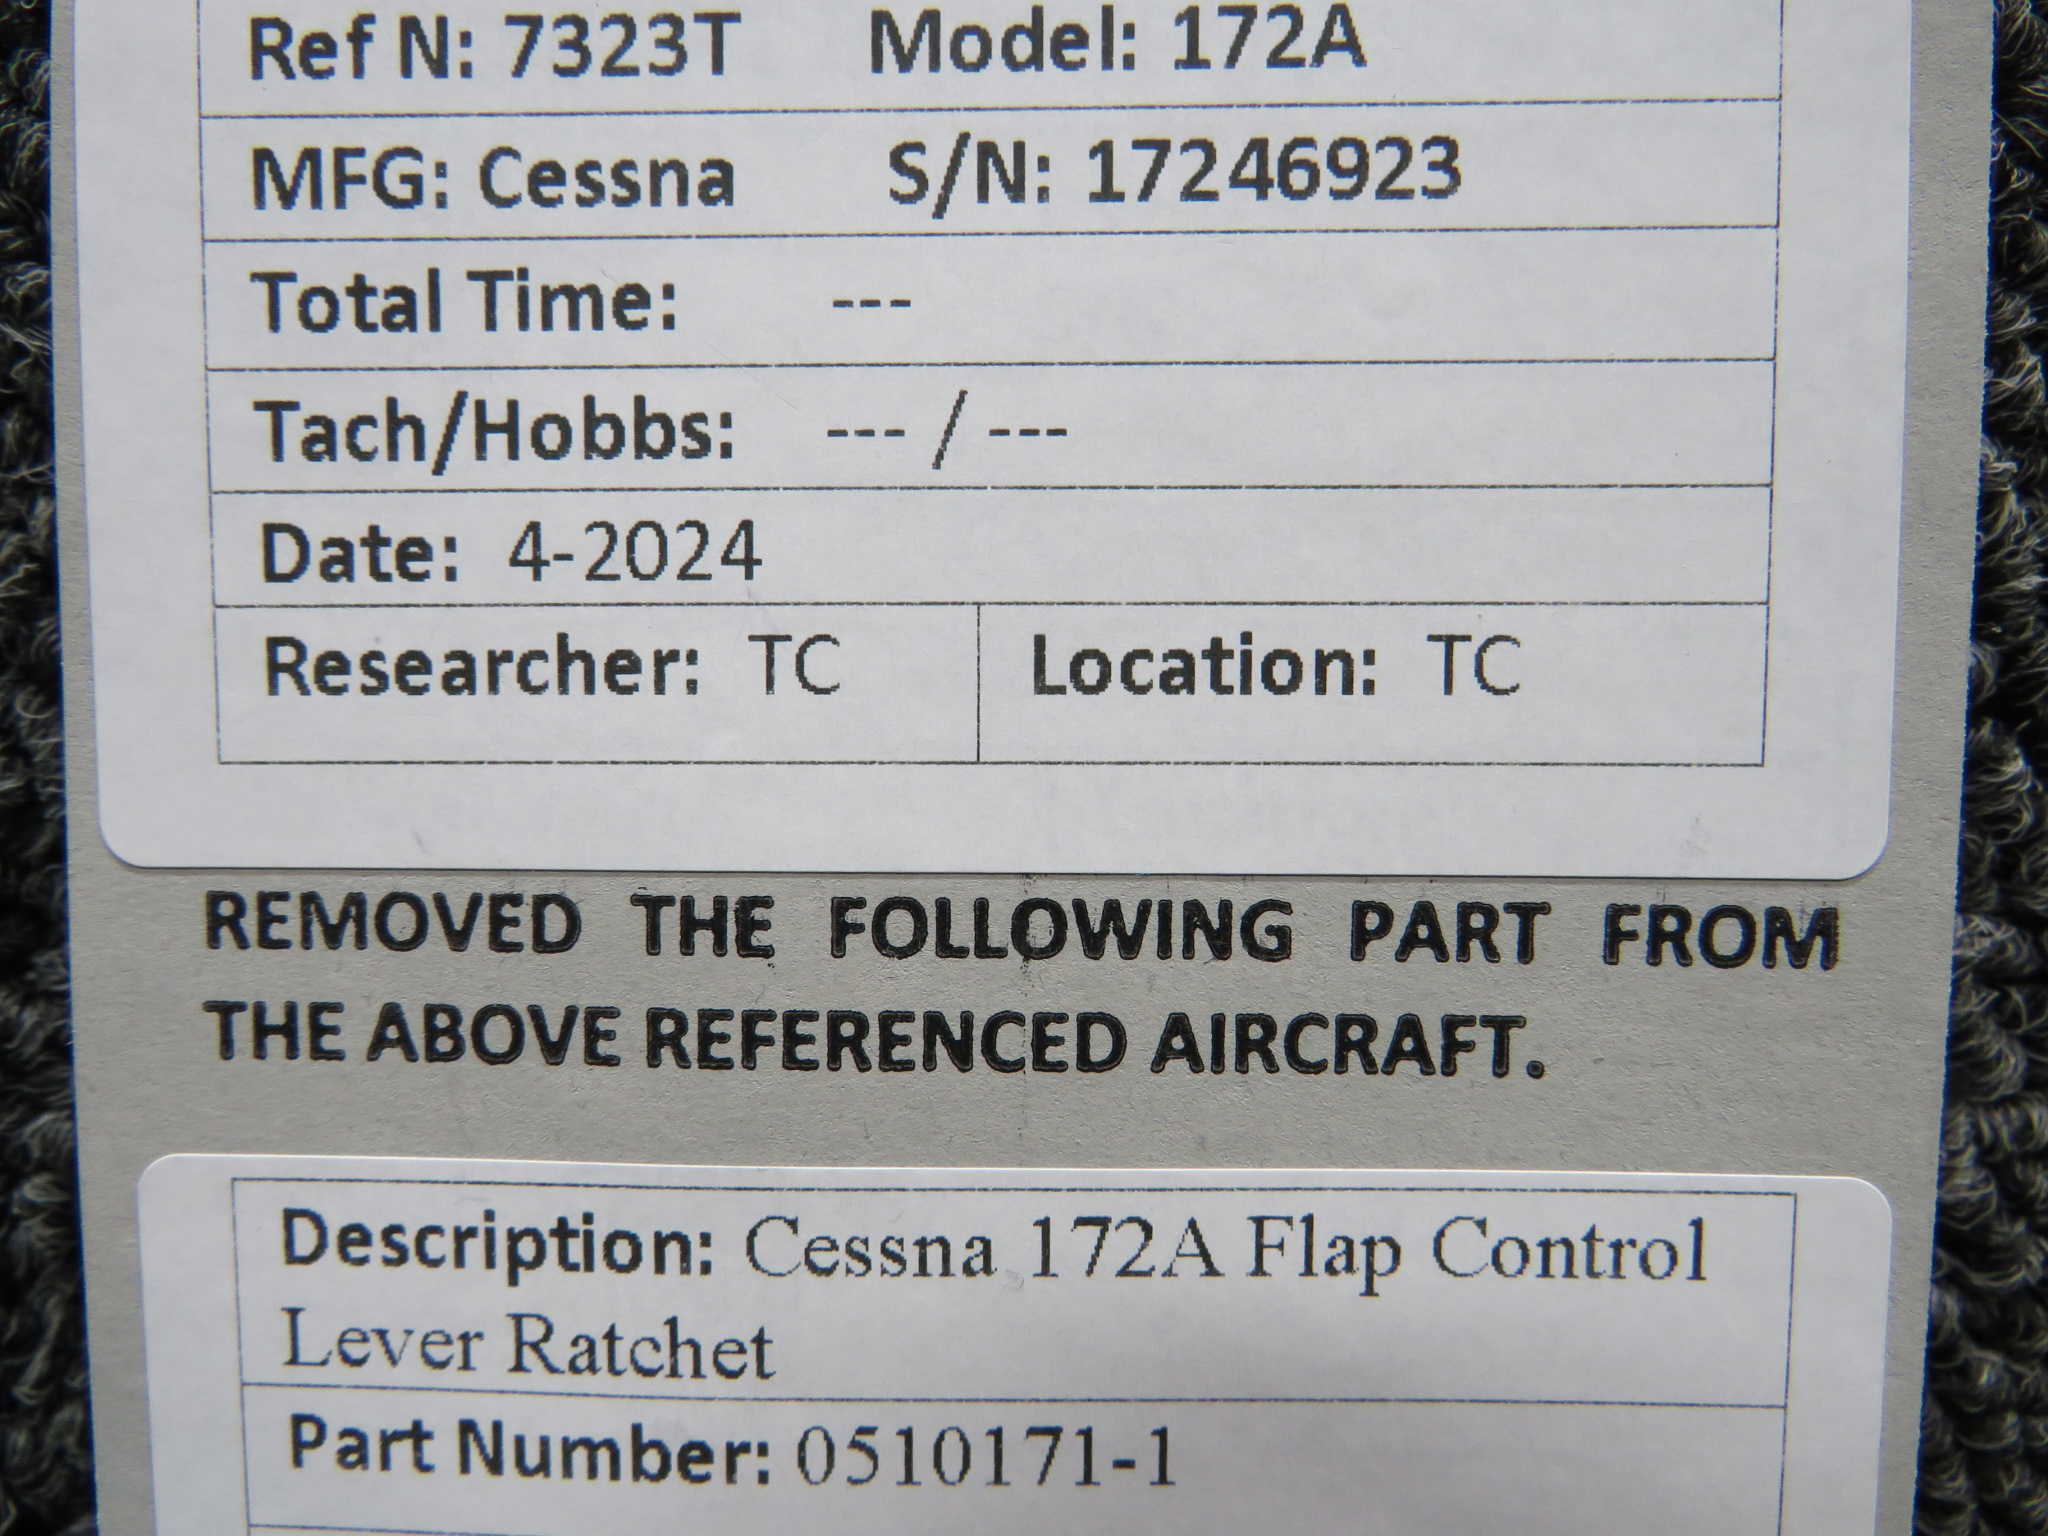 Ref N: 7323T Model: 172A
MFG: Cessna S/N: 17246923
Total Time: ---
Tach/Hobbs: --- / ---
Date: 4-2024
Researcher: TC Location: TC
REMOVED THE FOLLOWING PART FROM
THE ABOVE REFERENCED AIRCRAFT.
Description: Cessna 172A Flap Control
Lever Ratchet
Part Number: 0510171-1